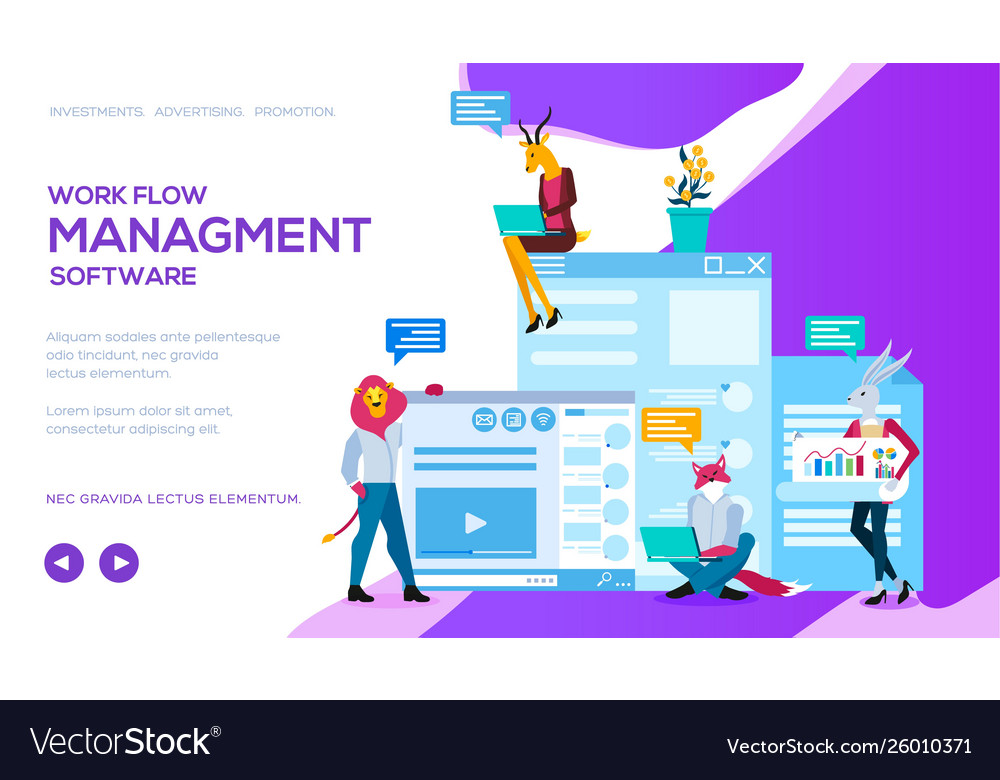 INVESTMENTS. ADVERTISING. PROMOTION.
WORK FLOW
MANAGMENT
SOFTWARE
Aliquam sodales ante pellentesque
odio tincidunt, nec gravida
lectus elementum.
Lorem ipsum dolor sit amet,
consectetur adipiscing elit.
NEC GRAVIDA LECTUS ELEMENTUM.
VectorStock®
VectorStock.com/26010371